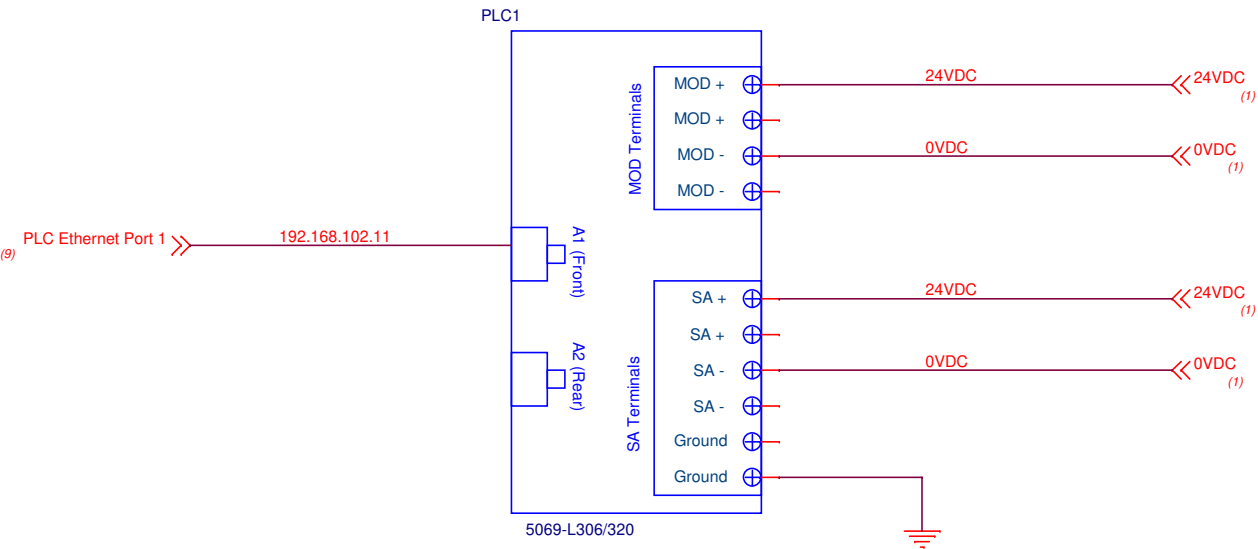 PLC1
MOD Terminals
MOD +
24VDC
24VDC
(1)
MOD +
MOD -
0VDC
0VDC
(1)
MOD -
(9)
PLC Ethernet Port 1
192.168.102.11
A1 (Front)
A2 (Rear)
SA Terminals
SA +
24VDC
24VDC
(1)
SA +
SA -
0VDC
0VDC
(1)
SA -
Ground
Ground
5069-L306/320